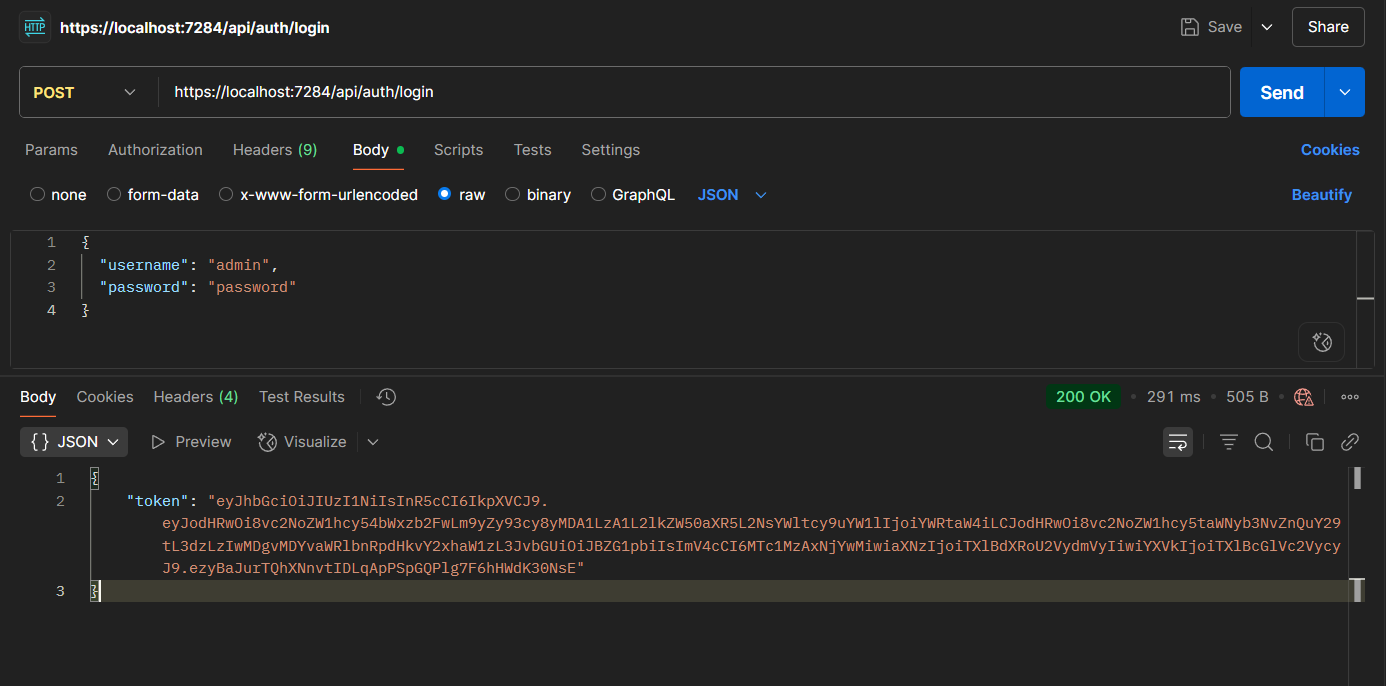 HTTP https://localhost:7284/api/auth/login Save Share
POST https://localhost:7284/api/auth/login Send
Params Authorization Headers (9) Body Scripts Tests Settings Cookies
none form-data x-www-form-urlencoded raw binary GraphQL JSON Beautify
1 {
2 "username": "admin",
3 "password": "password"
4 }
Body Cookies Headers (4) Test Results 200 OK • 291 ms • 505 B •
{} JSON Preview Visualize
1 {
2 "token": "eyJhbGciOiJIUzI1NiIsInR5cCI6IkpXVCJ9.
eyJodHRwOi8vc2NoZW1hcy54bWxzb2FwLm9yZy93cy8yMDA1LzA1L2lkZW50aXR5L2NsYWltcy9uYW1lIjoiYWRtaW4iLCJodHRwOi8vc2NoZW1hcy5taWNyb3NvZnQuY29
tL3dzLzIwMDgvMDYvaWRlbnRpdHkvY2xhaW1zL3JvbGUiOiJBZG1pbiIsImV4cCI6MTc1MzAxNjYwMiwiaXNzIjoiTXlBdXRoU2VydmVyIiwiYXVkIjoiTXlBcGlVc2Vycy
J9.ezyBaJurTQhXNnvtIDLqApPSpGQPlg7F6hHWdK30NsE"
3 }